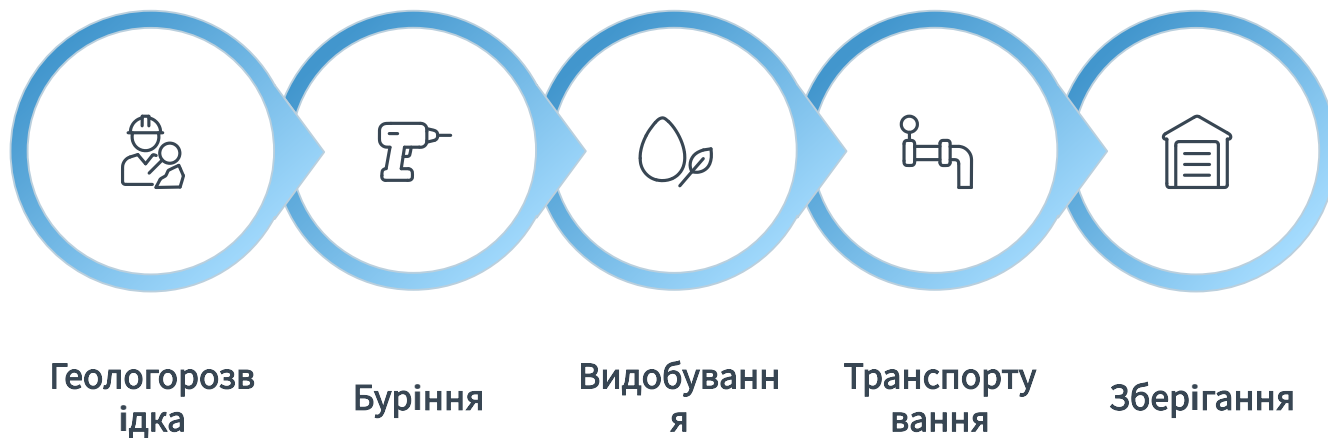 Геологорозв
ідка
Буріння
Видобуванн
я
Транспорту
вання
Зберігання